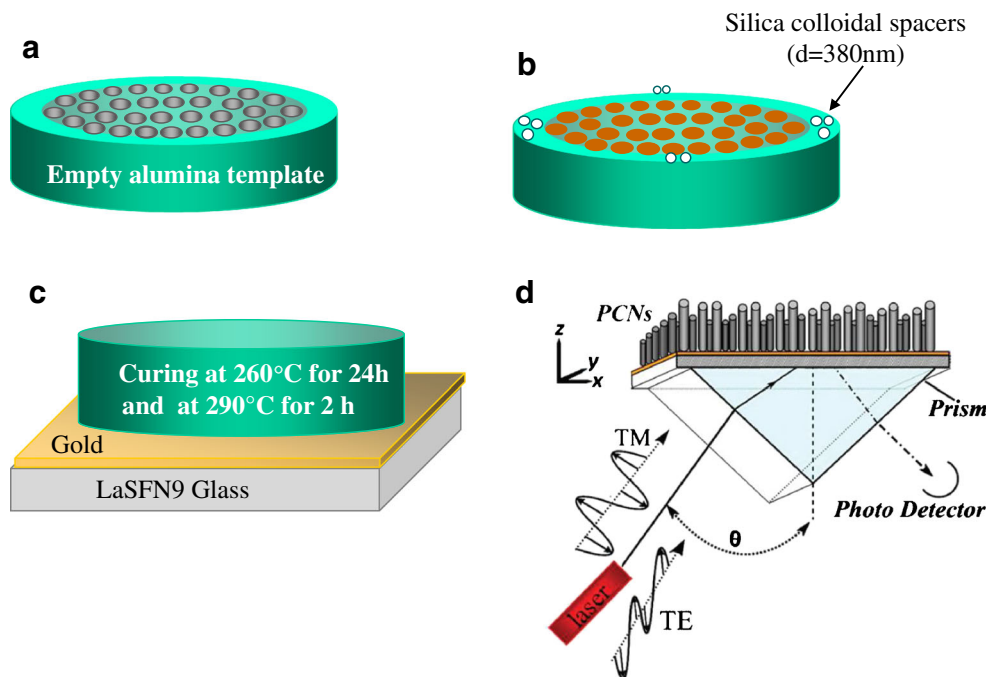 a
Empty alumina template
b
Silica colloidal spacers
(d=380nm)
c
Curing at 260°C for 24h
and at 290°C for 2 h
Gold
LaSFN9 Glass
d
PCNs
z
y
x
Prism
TM
Photo Detector
θ
laser
TE